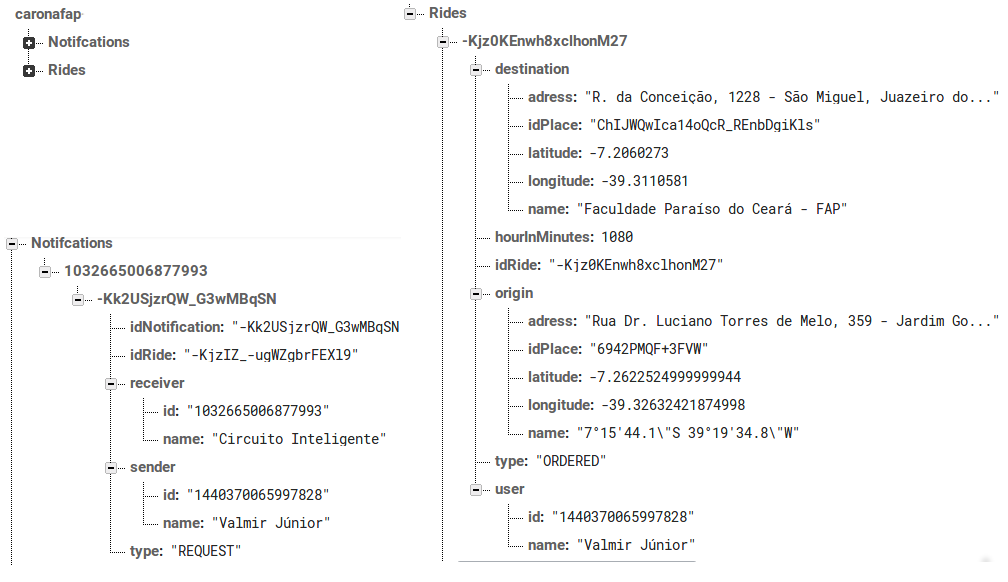 caronafap
Notifcations
Rides
Notifcations
1032665006877993
-Kk2USjzrQW_G3wMBqSN
idNotification: "-Kk2USjzrQW_G3wMBqSN
idRide: "-KjzIZ_-ugWZgbrFEXl9"
receiver
id: "1032665006877993"
name: "Circuito Inteligente"
sender
id: "1440370065997828"
name: "Valmir Júnior"
type: "REQUEST"
Rides
-Kjz0KEnwh8xclhonM27
destination
adress: "R. da Conceição, 1228 - São Miguel, Juazeiro do..."
idPlace: "ChIJWQwIca14oQcR_REnbDgiKls"
latitude: -7.2060273
longitude: -39.3110581
name: "Faculdade Paraíso do Ceará - FAP"
hourInMinutes: 1080
idRide: "-Kjz0KEnwh8xclhonM27"
origin
adress: "Rua Dr. Luciano Torres de Melo, 359 - Jardim Go..."
idPlace: "6942PMQF+3FVW"
latitude: -7.2622524999999944
longitude: -39.32632421874998
name: "7°15'44.1\"S 39°19'34.8\"W"
type: "ORDERED"
user
id: "1440370065997828"
name: "Valmir Júnior"